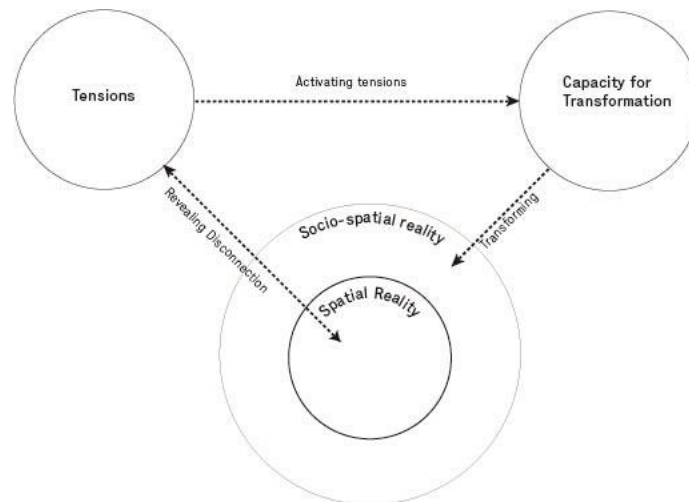 Tensions
Activating tensions
Capacity for
Transformation
Revealing Disconnection
Transforming
Socio-spatial reality
Spatial Reality